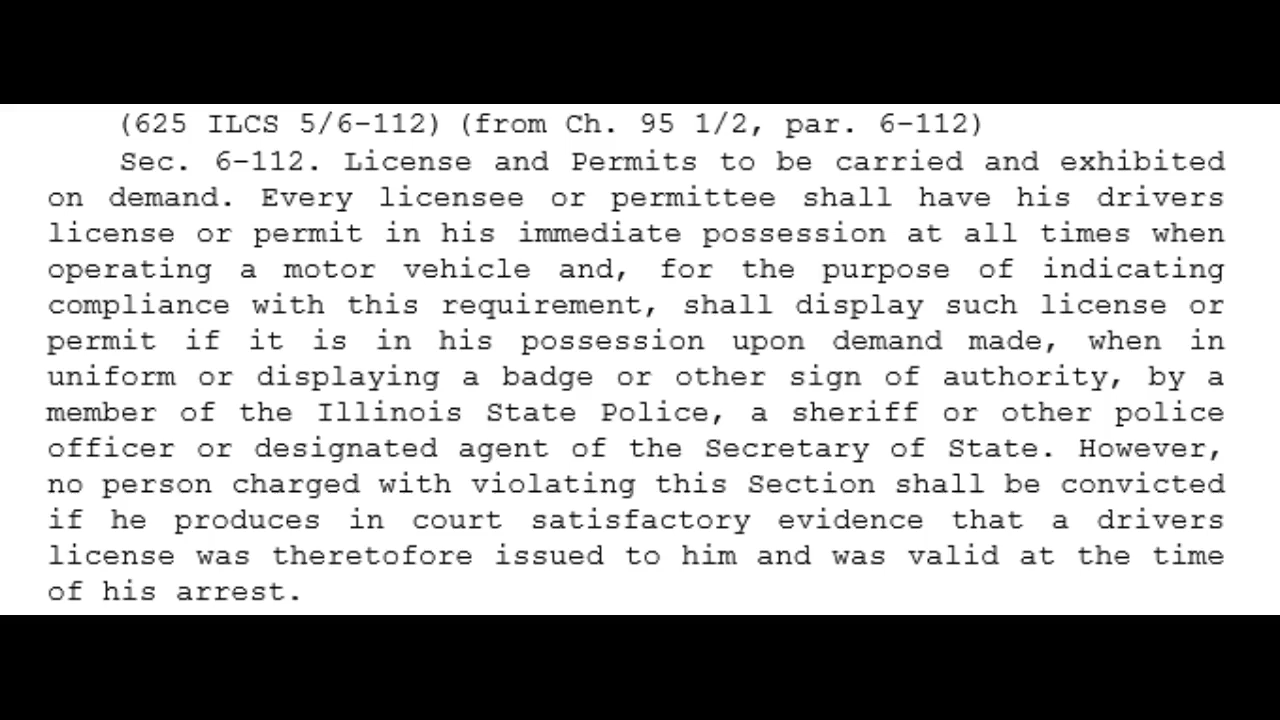 (625 ILCS 5/6-112) (from Ch. 95 1/2, par. 6-112)
Sec. 6-112. License and Permits to be carried and exhibited
on demand. Every licensee or permittee shall have his drivers
license or permit in his immediate possession at all times when
operating a motor vehicle and, for the purpose of indicating
compliance with this requirement, shall display such license or
permit if it is in his possession upon demand made, when in
uniform or displaying a badge or other sign of authority, by a
member of the Illinois State Police, a sheriff or other police
officer or designated agent of the Secretary of State. However,
no person charged with violating this Section shall be convicted
if he produces in court satisfactory evidence that a drivers
license was theretofore issued to him and was valid at the time
of his arrest.